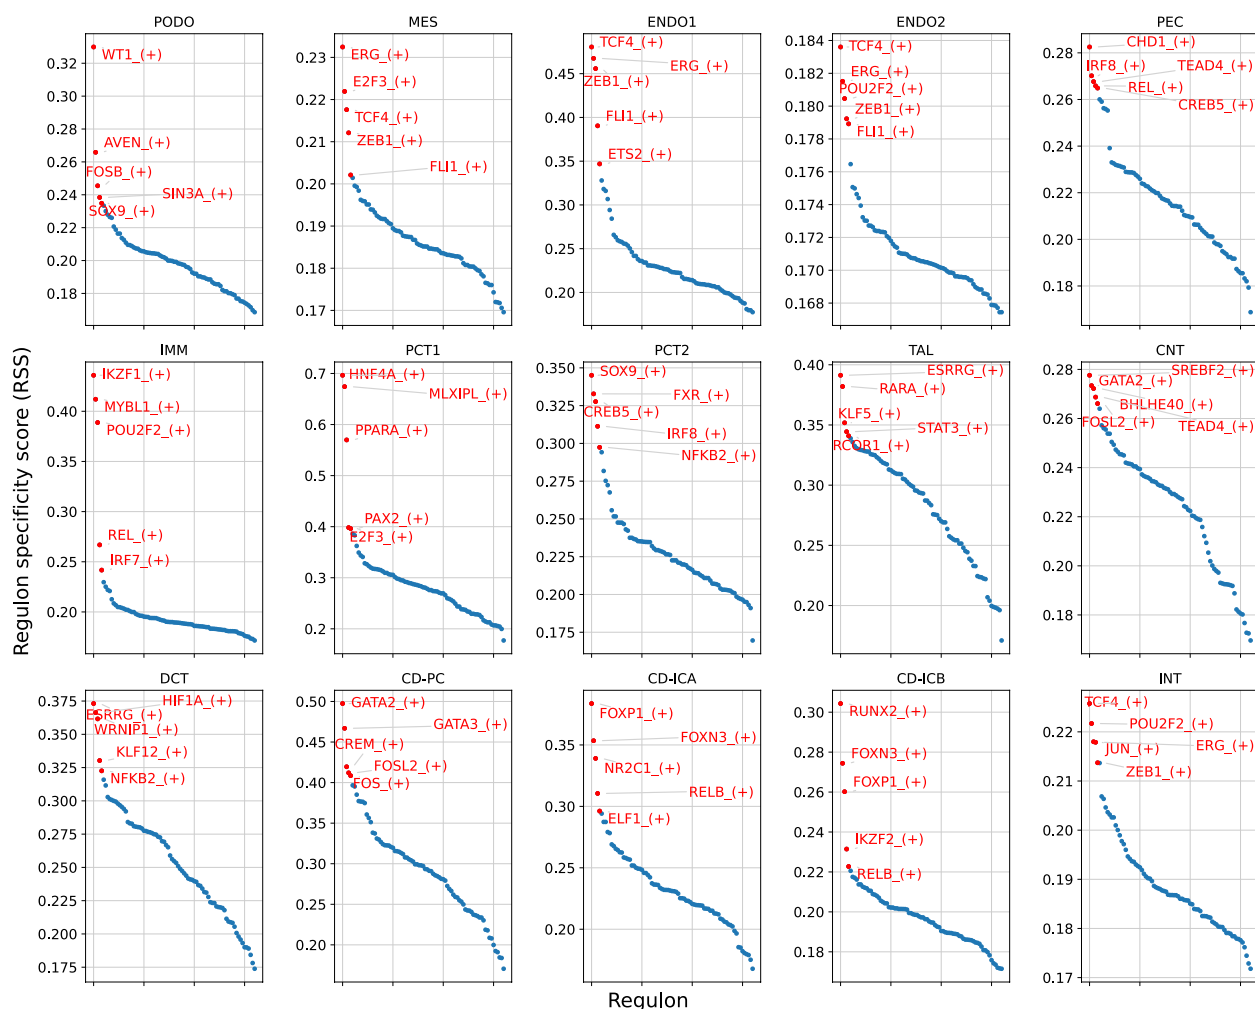 PODO
0.32
0.30
0.28
0.26
0.24
0.22
0.20
0.18
WT1_(+)
AVEN_(+)
FOSB_(+)
SIN3A_(+)
SOX9_(+)
MES
0.23
0.22
0.21
0.20
0.19
0.18
0.17
ERG_(+)
E2F3_(+)
TCF4_(+)
ZEB1_(+)
FLI1_(+)
ENDO1
0.45
0.40
0.35
0.30
0.25
0.20
TCF4_(+)
ERG_(+)
ZEB1_(+)
FLI1_(+)
ETS2_(+)
ENDO2
0.184
0.182
0.180
0.178
0.176
0.174
0.172
0.170
0.168
TCF4_(+)
ERG_(+)
POU2F2_(+)
ZEB1_(+)
FLI1_(+)
PEC
0.28
0.26
0.24
0.22
0.20
0.18
CHD1_(+)
IRF8_(+)
TEAD4_(+)
REL_(+)
CREB5_(+)
Regulon specificity score (RSS)
IMM
0.40
0.35
0.30
0.25
0.20
IKZF1_(+)
MYBL1_(+)
POU2F2_(+)
REL_(+)
IRF7_(+)
PCT1
0.7
0.6
0.5
0.4
0.3
0.2
HNF4A_(+)
MLXIPL_(+)
PPARA_(+)
PAX2_(+)
E2F3_(+)
PCT2
0.350
0.325
0.300
0.275
0.250
0.225
0.200
0.175
SOX9_(+)
FXR_(+)
CREB5_(+)
IRF8_(+)
NFKB2_(+)
TAL
0.40
0.35
0.30
0.25
0.20
ESRRG_(+)
RARA_(+)
KLF5_(+)
STAT3_(+)
RCOR1_(+)
CNT
0.28
0.26
0.24
0.22
0.20
0.18
SREBF2_(+)
GATA2_(+)
BHLHE40_(+)
FOSL2_(+)
TEAD4_(+)
DCT
0.375
0.350
0.325
0.300
0.275
0.250
0.225
0.200
0.175
HIF1A_(+)
ESRRG_(+)
WRNIP1_(+)
KLF12_(+)
NFKB2_(+)
CD-PC
0.50
0.45
0.40
0.35
0.30
0.25
0.20
GATA2_(+)
GATA3_(+)
CREM_(+)
FOSL2_(+)
FOS_(+)
CD-ICA
0.35
0.30
0.25
0.20
FOXP1_(+)
FOXN3_(+)
NR2C1_(+)
RELB_(+)
ELF1_(+)
CD-ICB
0.30
0.28
0.26
0.24
0.22
0.20
0.18
RUNX2_(+)
FOXN3_(+)
FOXP1_(+)
IKZF2_(+)
RELB_(+)
INT
0.22
0.21
0.20
0.19
0.18
0.17
TCF4_(+)
POU2F2_(+)
ERG_(+)
JUN_(+)
ZEB1_(+)
Regulon